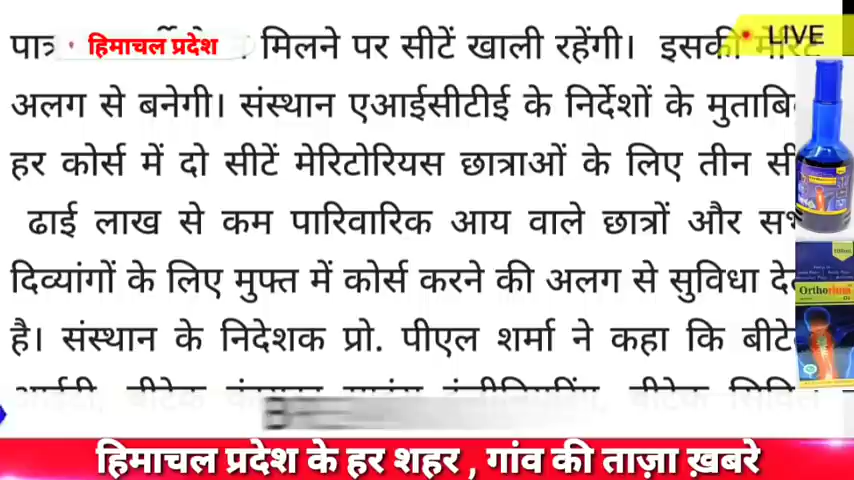 पात्र
हिमाचल प्रदेश
मिलने पर सीटें खाली रहेंगी। इसकी मेरिट
LIVE
अलग से बनेगी। संस्थान एआईसीटीई के निर्देशों के
हर कोर्स में दो सीटें मेरिटोरियस छात्राओं के लिए तीन
ढाई लाख से कम पारिवारिक आय वाले छात्रों और
दिव्यांगों के लिए मुफ्त में कोर्स करने की अलग से सुविधा
Orthorhma
है। संस्थान के निदेशक प्रो. पीएल शर्मा ने कहा कि
हिमाचल प्रदेश के हर शहर , गांव की ताज़ा ख़बरे